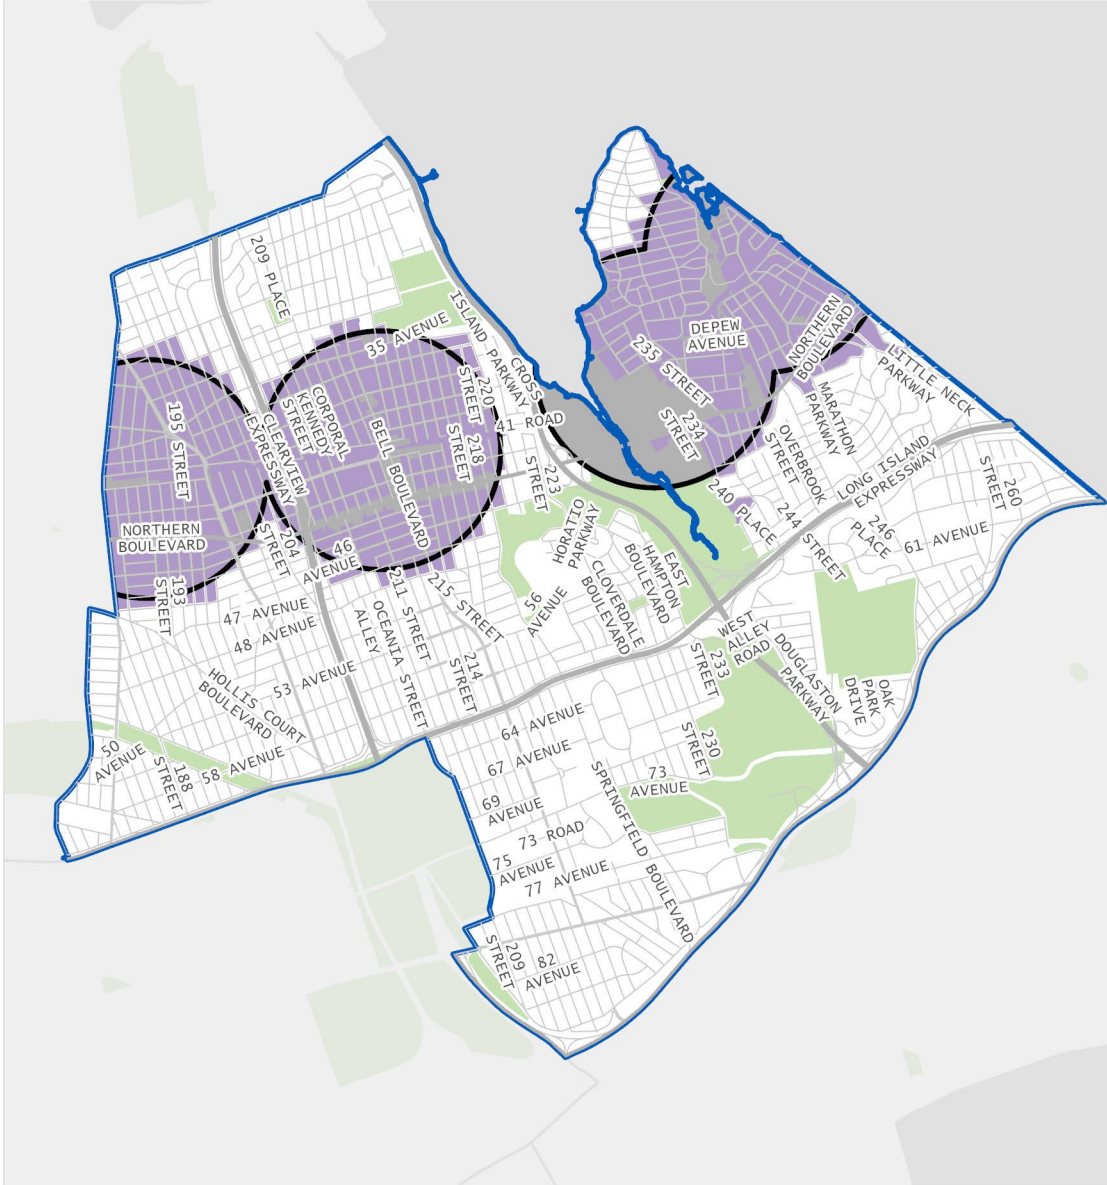 209 PLACE
35 AVENUE
ISLAND PARKWAY
CROSS
DEPEW
AVENUE
NORTHERN
BOULEVARD
235 STREET
LITTLE NECK
PARKWAY
220
STREET
CORPORAL
KENNEDY
STREET
195 STREET
CLEARVIEW
EXPRESSWAY
BELL BOULEVARD
218
STREET
41 ROAD
234
STREET
MARATHON
PARKWAY
OVERBROOK
STREET
LONG ISLAND
EXPRESSWAY
260
STREET
223
STREET
240 PLACE
244
STREET
246
PLACE
61 AVENUE
NORTHERN
BOULEVARD
204
STREET
46
AVENUE
HORATIO
PARKWAY
EAST
HAMPTON
BOULEVARD
CLOVERDALE
BOULEVARD
193
STREET
47 AVENUE
48 AVENUE
211 STREET
215 STREET
56
AVENUE
OCEANIA STREET
ALLEY
WEST
ALLEY
ROAD
53 AVENUE
214
STREET
233
STREET
DOUGLASTON
PARKWAY
OAK
PARK
DRIVE
HOLLIS COURT
BOULEVARD
50
AVENUE
188
STREET
58 AVENUE
64 AVENUE
67 AVENUE
230
STREET
73
AVENUE
69
AVENUE
SPRINGFIELD BOULEVARD
73 ROAD
75
AVENUE
77 AVENUE
209
STREET
82
AVENUE